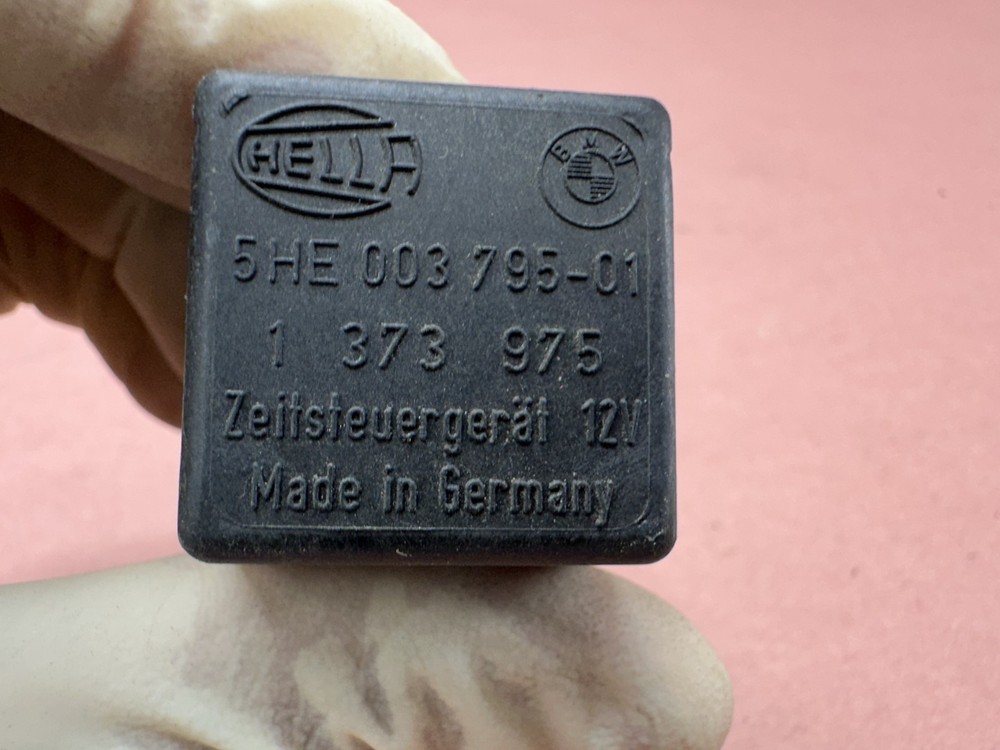 HELLA
BMW
5HE 003 795-01
1 373 975
Zeitsteuergerät 12V
Made in Germany